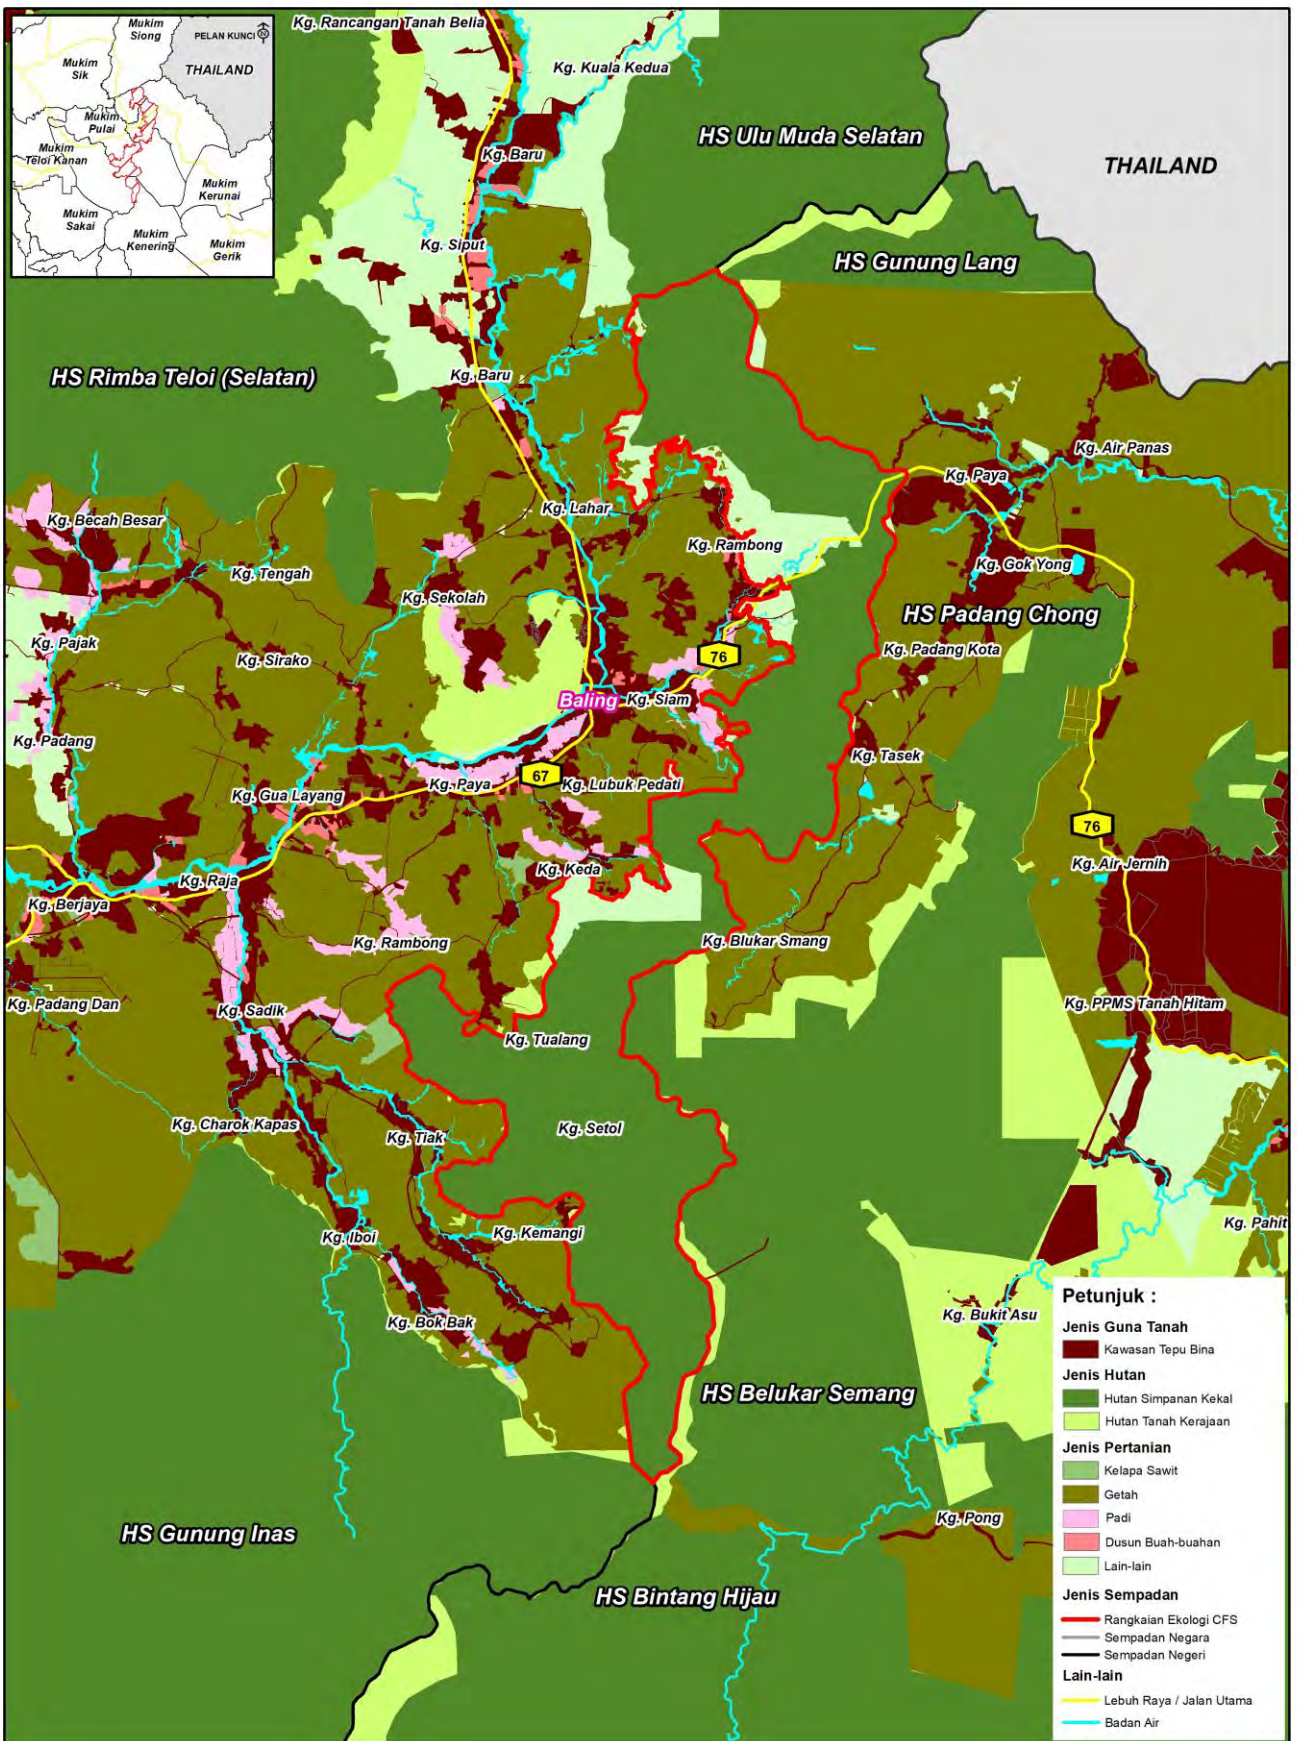 Mukim
Siong
PELAN KUNCI
N
THAILAND
Mukim
Sik
Mukim
Pulai
Mukim
Teloi Kanan
Mukim
Kerunai
Mukim
Sakai
Mukim
Kenering
Mukim
Gerik
Kg. Rancangan Tanah Belia
Kg. Kuala Kedua
HS Ulu Muda Selatan
THAILAND
Kg. Baru
Kg. Siput
HS Gunung Lang
HS Rimba Teloi (Selatan)
Kg. Baru
Kg. Air Panas
Kg. Paya
Kg. Lahar
Kg. Becah Besar
Kg. Rambong
Kg. Gok Yong
Kg. Tengah
Kg. Sekolah
HS Padang Chong
Kg. Pajak
Kg. Padang Kota
Kg. Sirako
76
Baling
Kg. Siam
Kg. Padang
Kg. Tasek
67
Kg. Paya
Kg. Lubuk Pedati
Kg. Gua Layang
76
Kg. Air Jernih
Kg. Keda
Kg. Raja
Kg. Berjaya
Kg. Rambong
Kg. Blukar Smang
Kg. Padang Dan
Kg. Sadik
Kg. PPMS Tanah Hitam
Kg. Tualang
Kg. Charok Kapas
Kg. Tiak
Kg. Setol
Kg. Iboi
Kg. Kemangi
Kg. Pahit
Kg. Bok Bak
Kg. Bukit Asu
HS Belukar Semang
HS Gunung Inas
Kg. Pong
HS Bintang Hijau
Petunjuk :
Jenis Guna Tanah
Kawasan Tepu Bina
Jenis Hutan
Hutan Simpanan Kekal
Hutan Tanah Kerajaan
Jenis Pertanian
Kelapa Sawit
Getah
Padi
Dusun Buah-buahan
Lain-lain
Jenis Sempadan
Rangkaian Ekologi CFS
Sempadan Negara
Sempadan Negeri
Lain-lain
Lebuh Raya / Jalan Utama
Badan Air